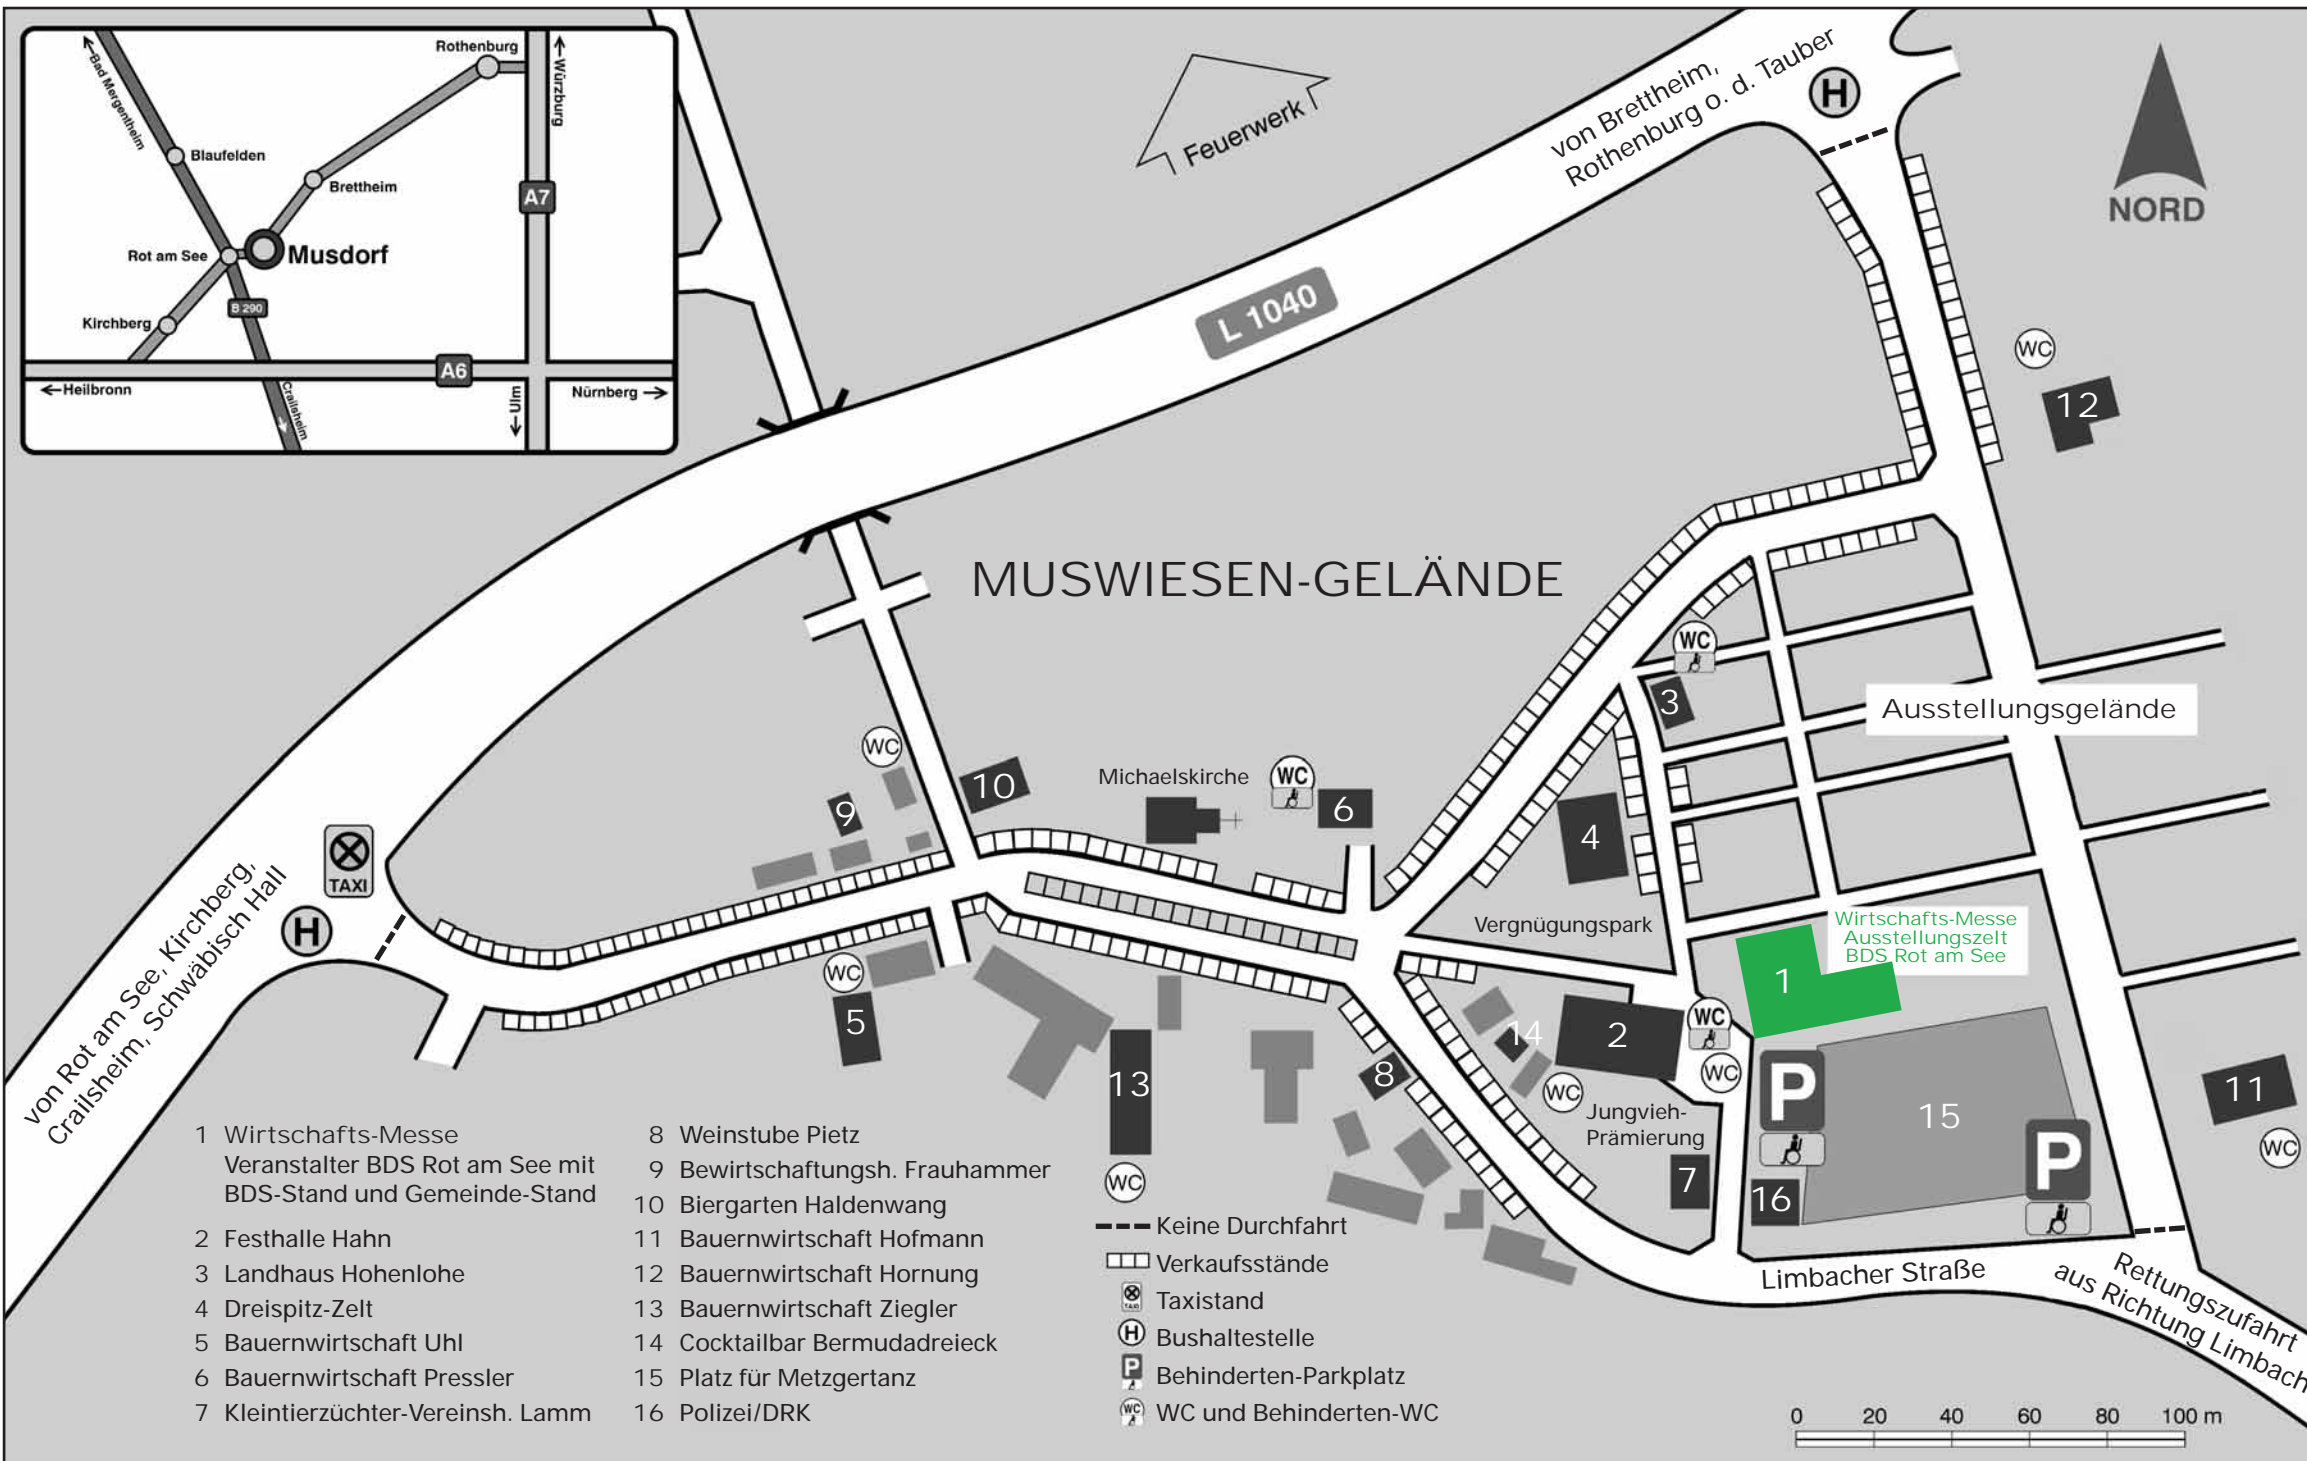 Rothenburg
Würzburg
Bad Mergentheim
Blaufelden
Brettheim
A7
Rot am See
Musdorf
B 290
Kirchberg
A6
Heilbronn
Crailsheim
Ulm
Nürnberg
Feuerwerk
von Brettheim,
Rothenburg o. d. Tauber
H
NORD
L 1040
WC
12
MUSWIESEN-GELÄNDE
WC
3
Ausstellungsgelände
WC
10
Michaelskirche
WC
6
9
4
TAXI
H
von Rot am See, Kirchberg,
Crailsheim, Schwäbisch Hall
Vergnügungspark
Wirtschafts-Messe
Ausstellungszelt
BDS Rot am See
1
WC
5
14
2
WC
WC
8
13
WC
WC
P
15
P
11
WC
Jungvieh-
Prämierung
7
16
Limbacher Straße
Rettungszufahrt
aus Richtung Limbach
1 Wirtschafts-Messe
Veranstalter BDS Rot am See mit
BDS-Stand und Gemeinde-Stand
2 Festhalle Hahn
3 Landhaus Hohenlohe
4 Dreispitz-Zelt
5 Bauernwirtschaft Uhl
6 Bauernwirtschaft Pressler
7 Kleintierzüchter-Vereinsh. Lamm
8 Weinstube Pietz
9 Bewirtschaftungsh. Frauhammer
10 Biergarten Haldenwang
11 Bauernwirtschaft Hofmann
12 Bauernwirtschaft Hornung
13 Bauernwirtschaft Ziegler
14 Cocktailbar Bermudadreieck
15 Platz für Metzgertanz
16 Polizei/DRK
Keine Durchfahrt
Verkaufsstände
TAXI Taxistand
H Bushaltestelle
P Behinderten-Parkplatz
WC WC und Behinderten-WC
0 20 40 60 80 100 m